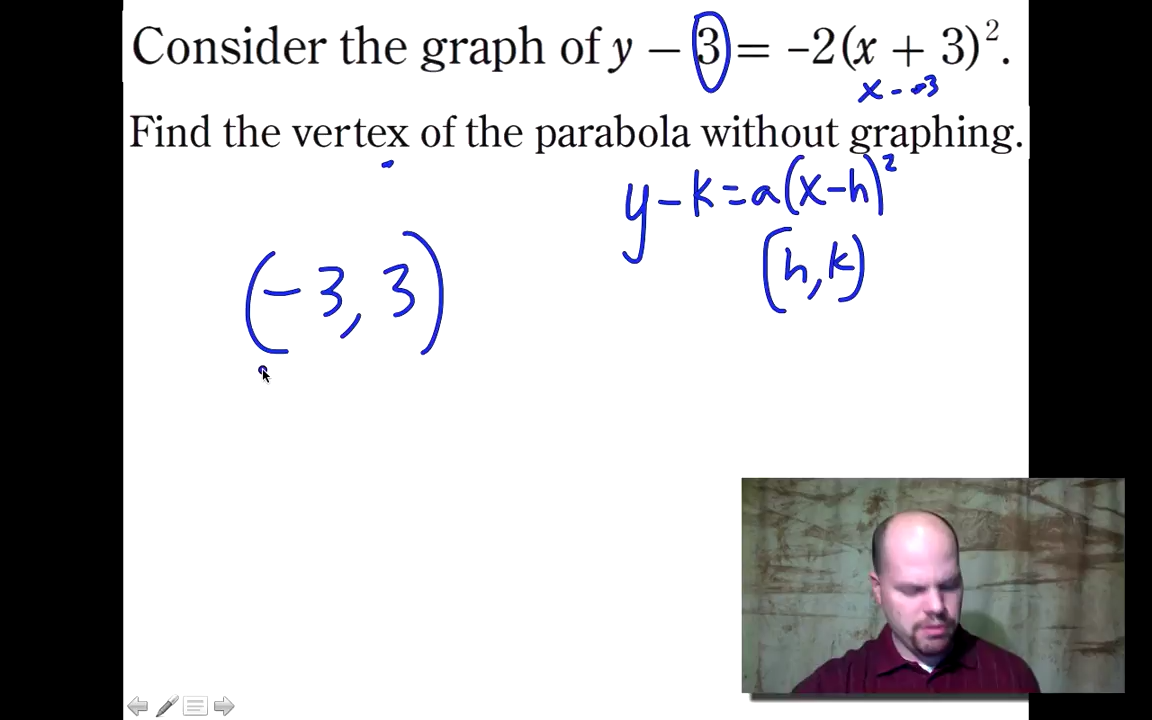 Consider the graph of y − 3 = −2(x + 3)².
x - -3
Find the vertex of the parabola without graphing.
y-k=a(x-h)²
(h,k)
(-3,3)